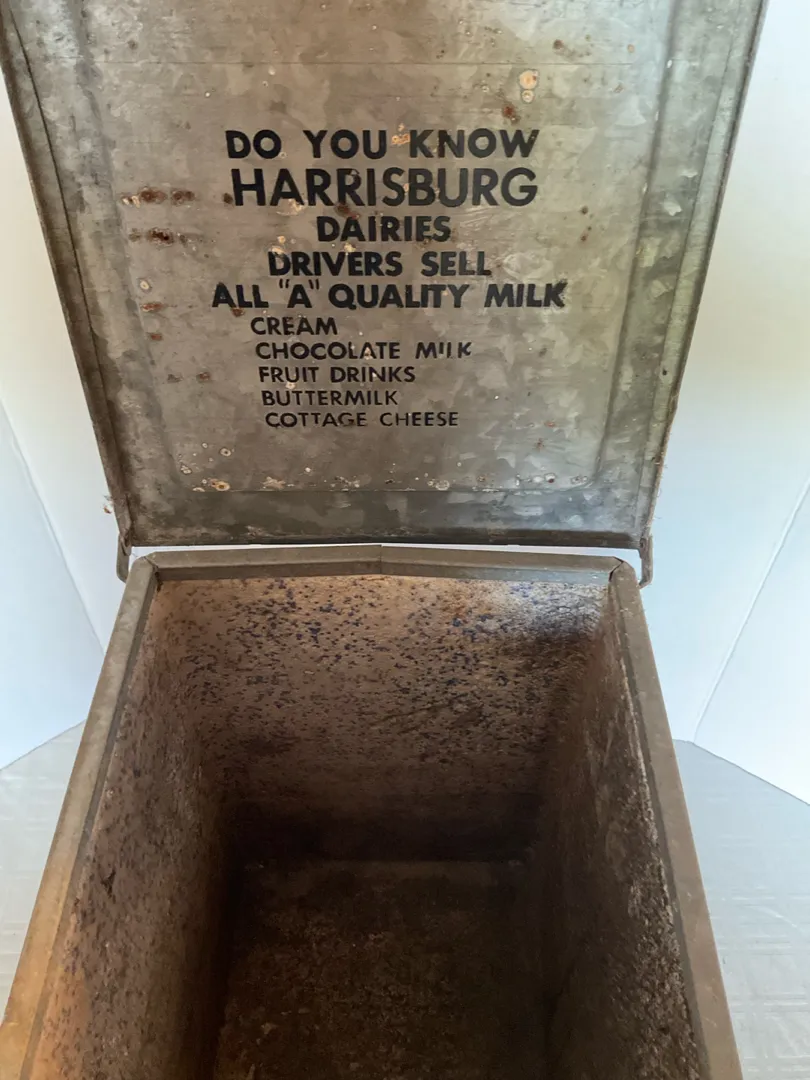 DO YOU KNOW
HARRISBURG
DAIRIES
DRIVERS SELL
ALL "A" QUALITY MILK
CREAM
CHOCOLATE MILK
FRUIT DRINKS
BUTTERMILK
COTTAGE CHEESE